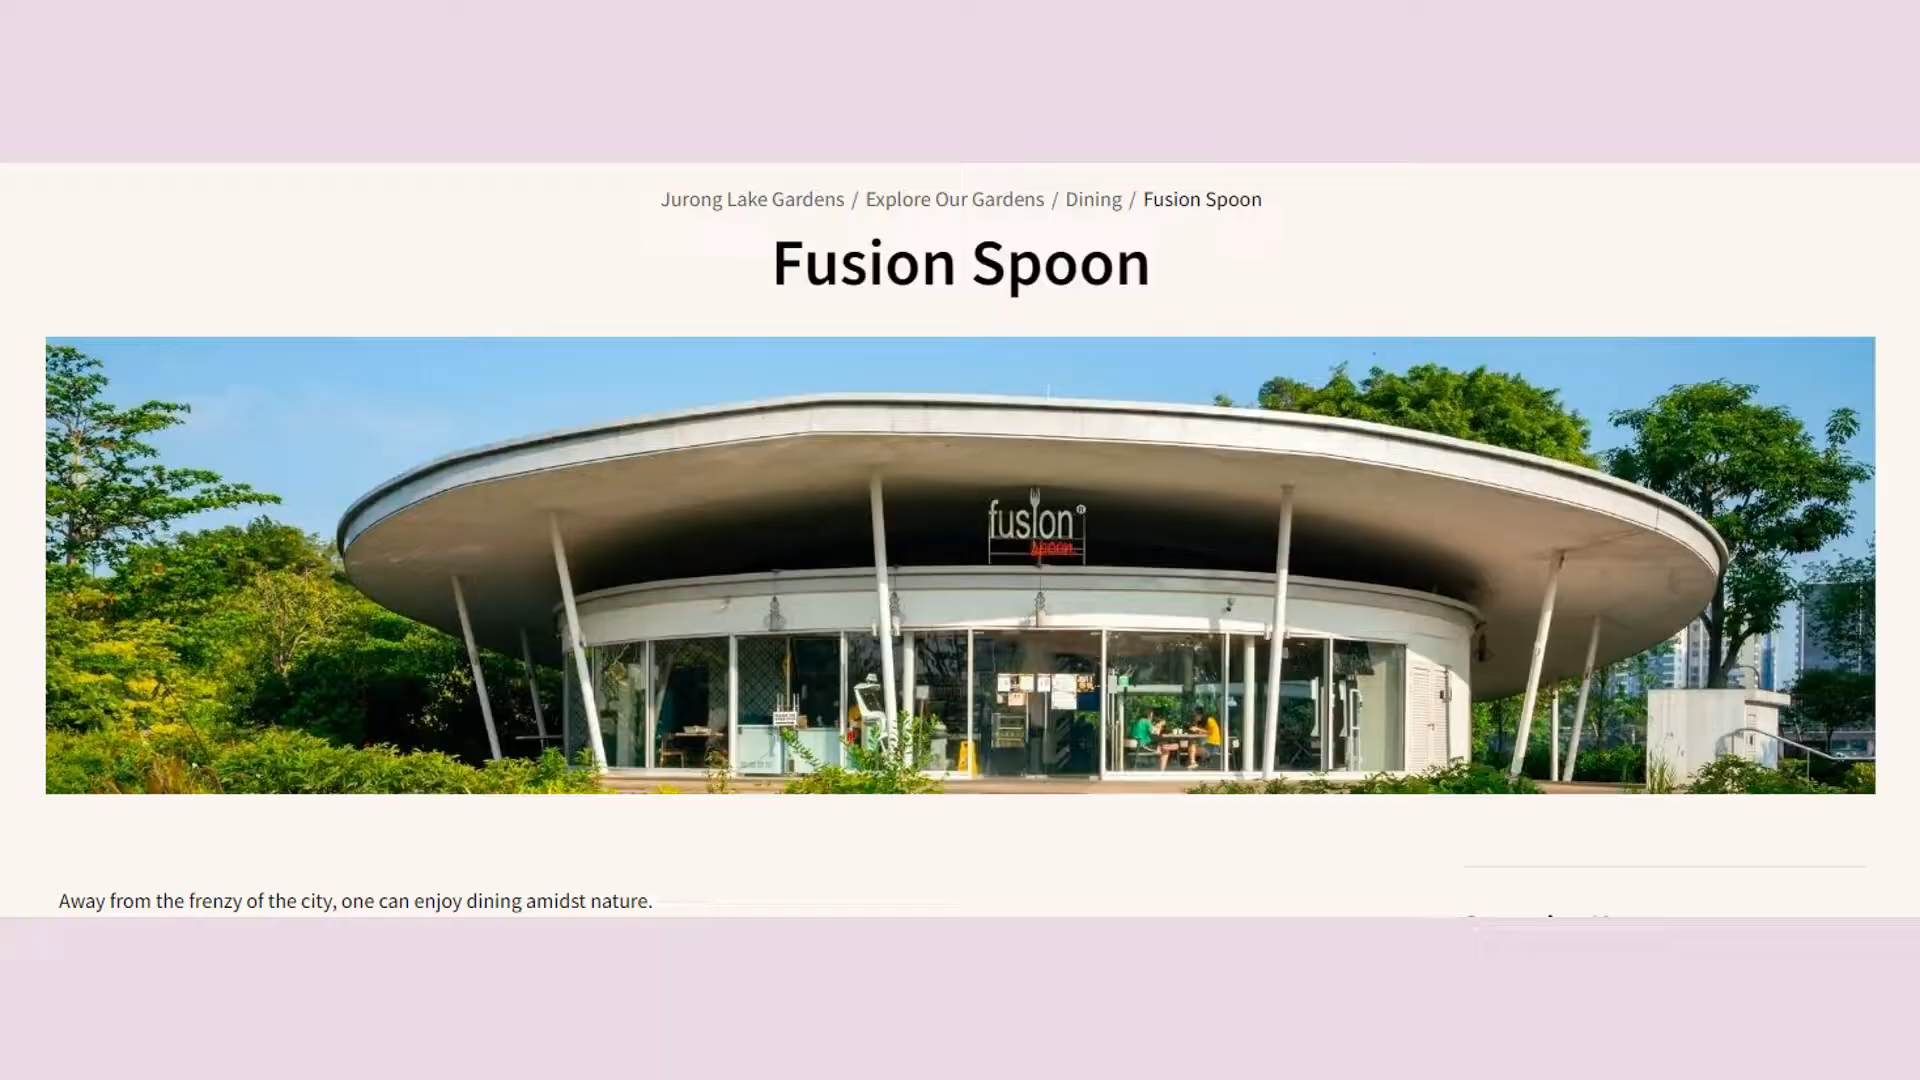 Jurong Lake Gardens / Explore Our Gardens / Dining / Fusion Spoon
Fusion Spoon
fusion®
spoon
Away from the frenzy of the city, one can enjoy dining amidst nature.